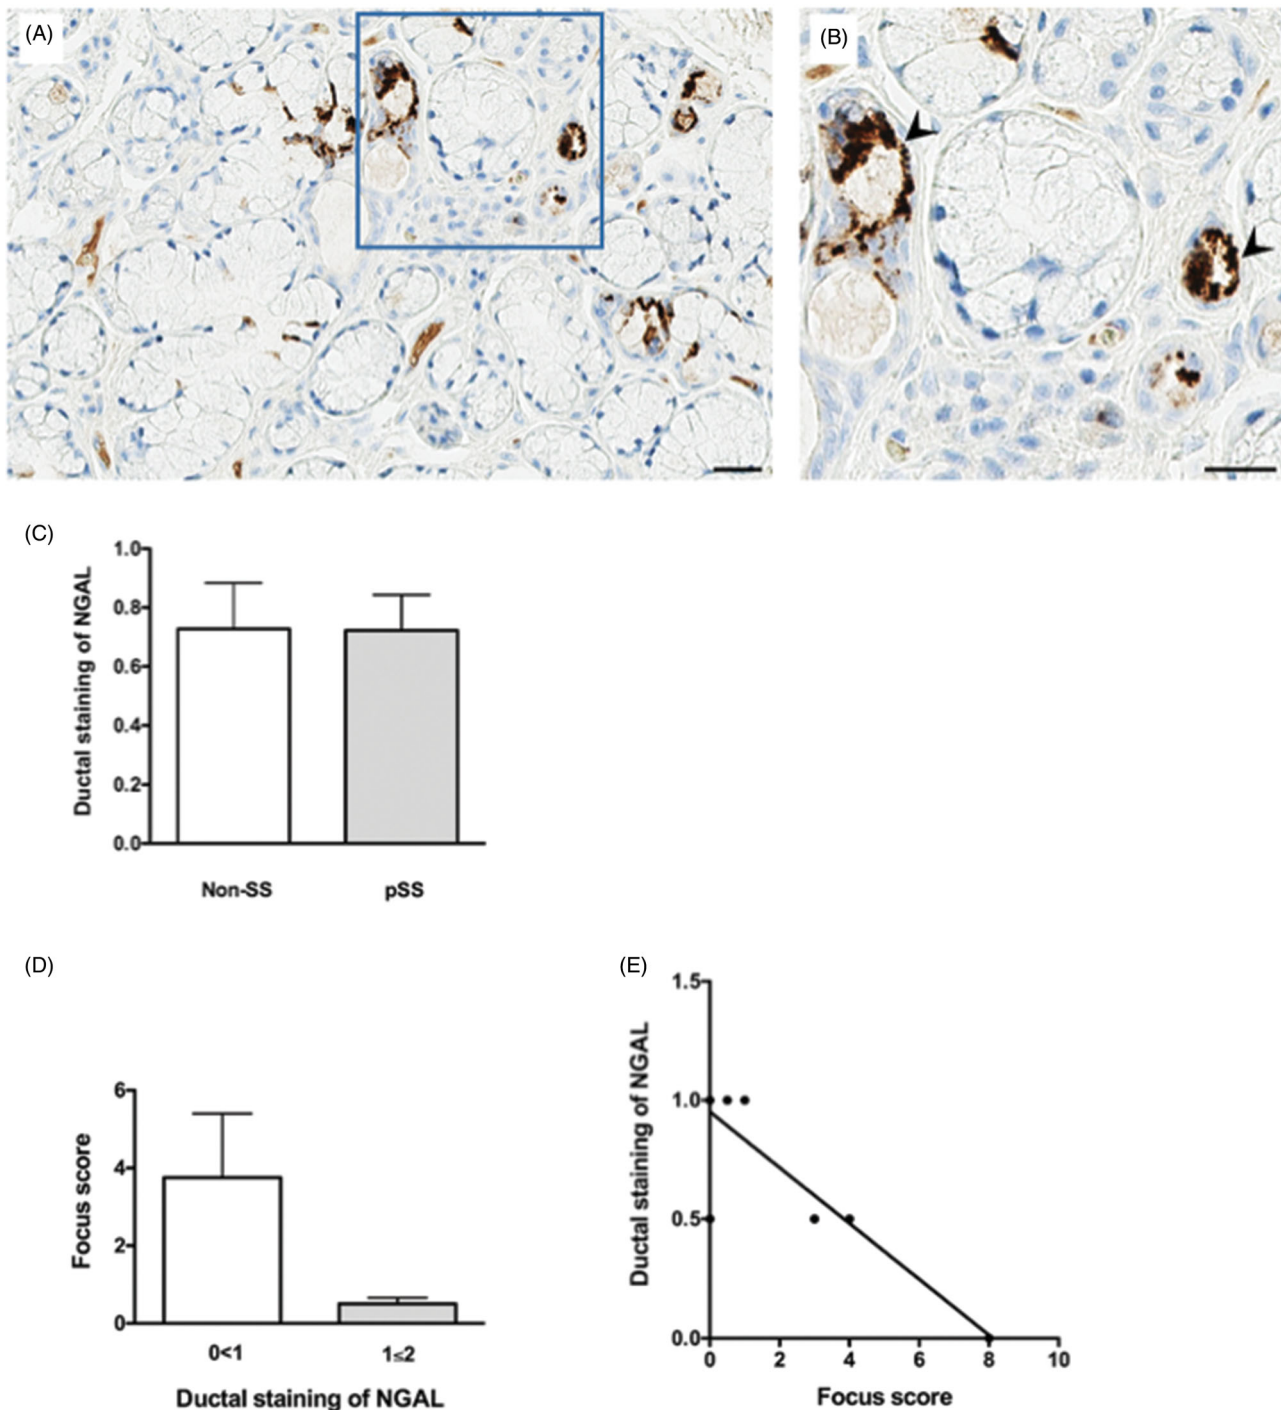 (A)
(B)
(C)
Ductal staining of NGAL
1.0
0.8
0.6
0.4
0.2
0.0
Non-SS
pSS
(D)
Focus score
6
4
2
0
0<1
1≤2
Ductal staining of NGAL
(E)
Ductal staining of NGAL
1.5
1.0
0.5
0.0
0
2
4
6
8
10
Focus score